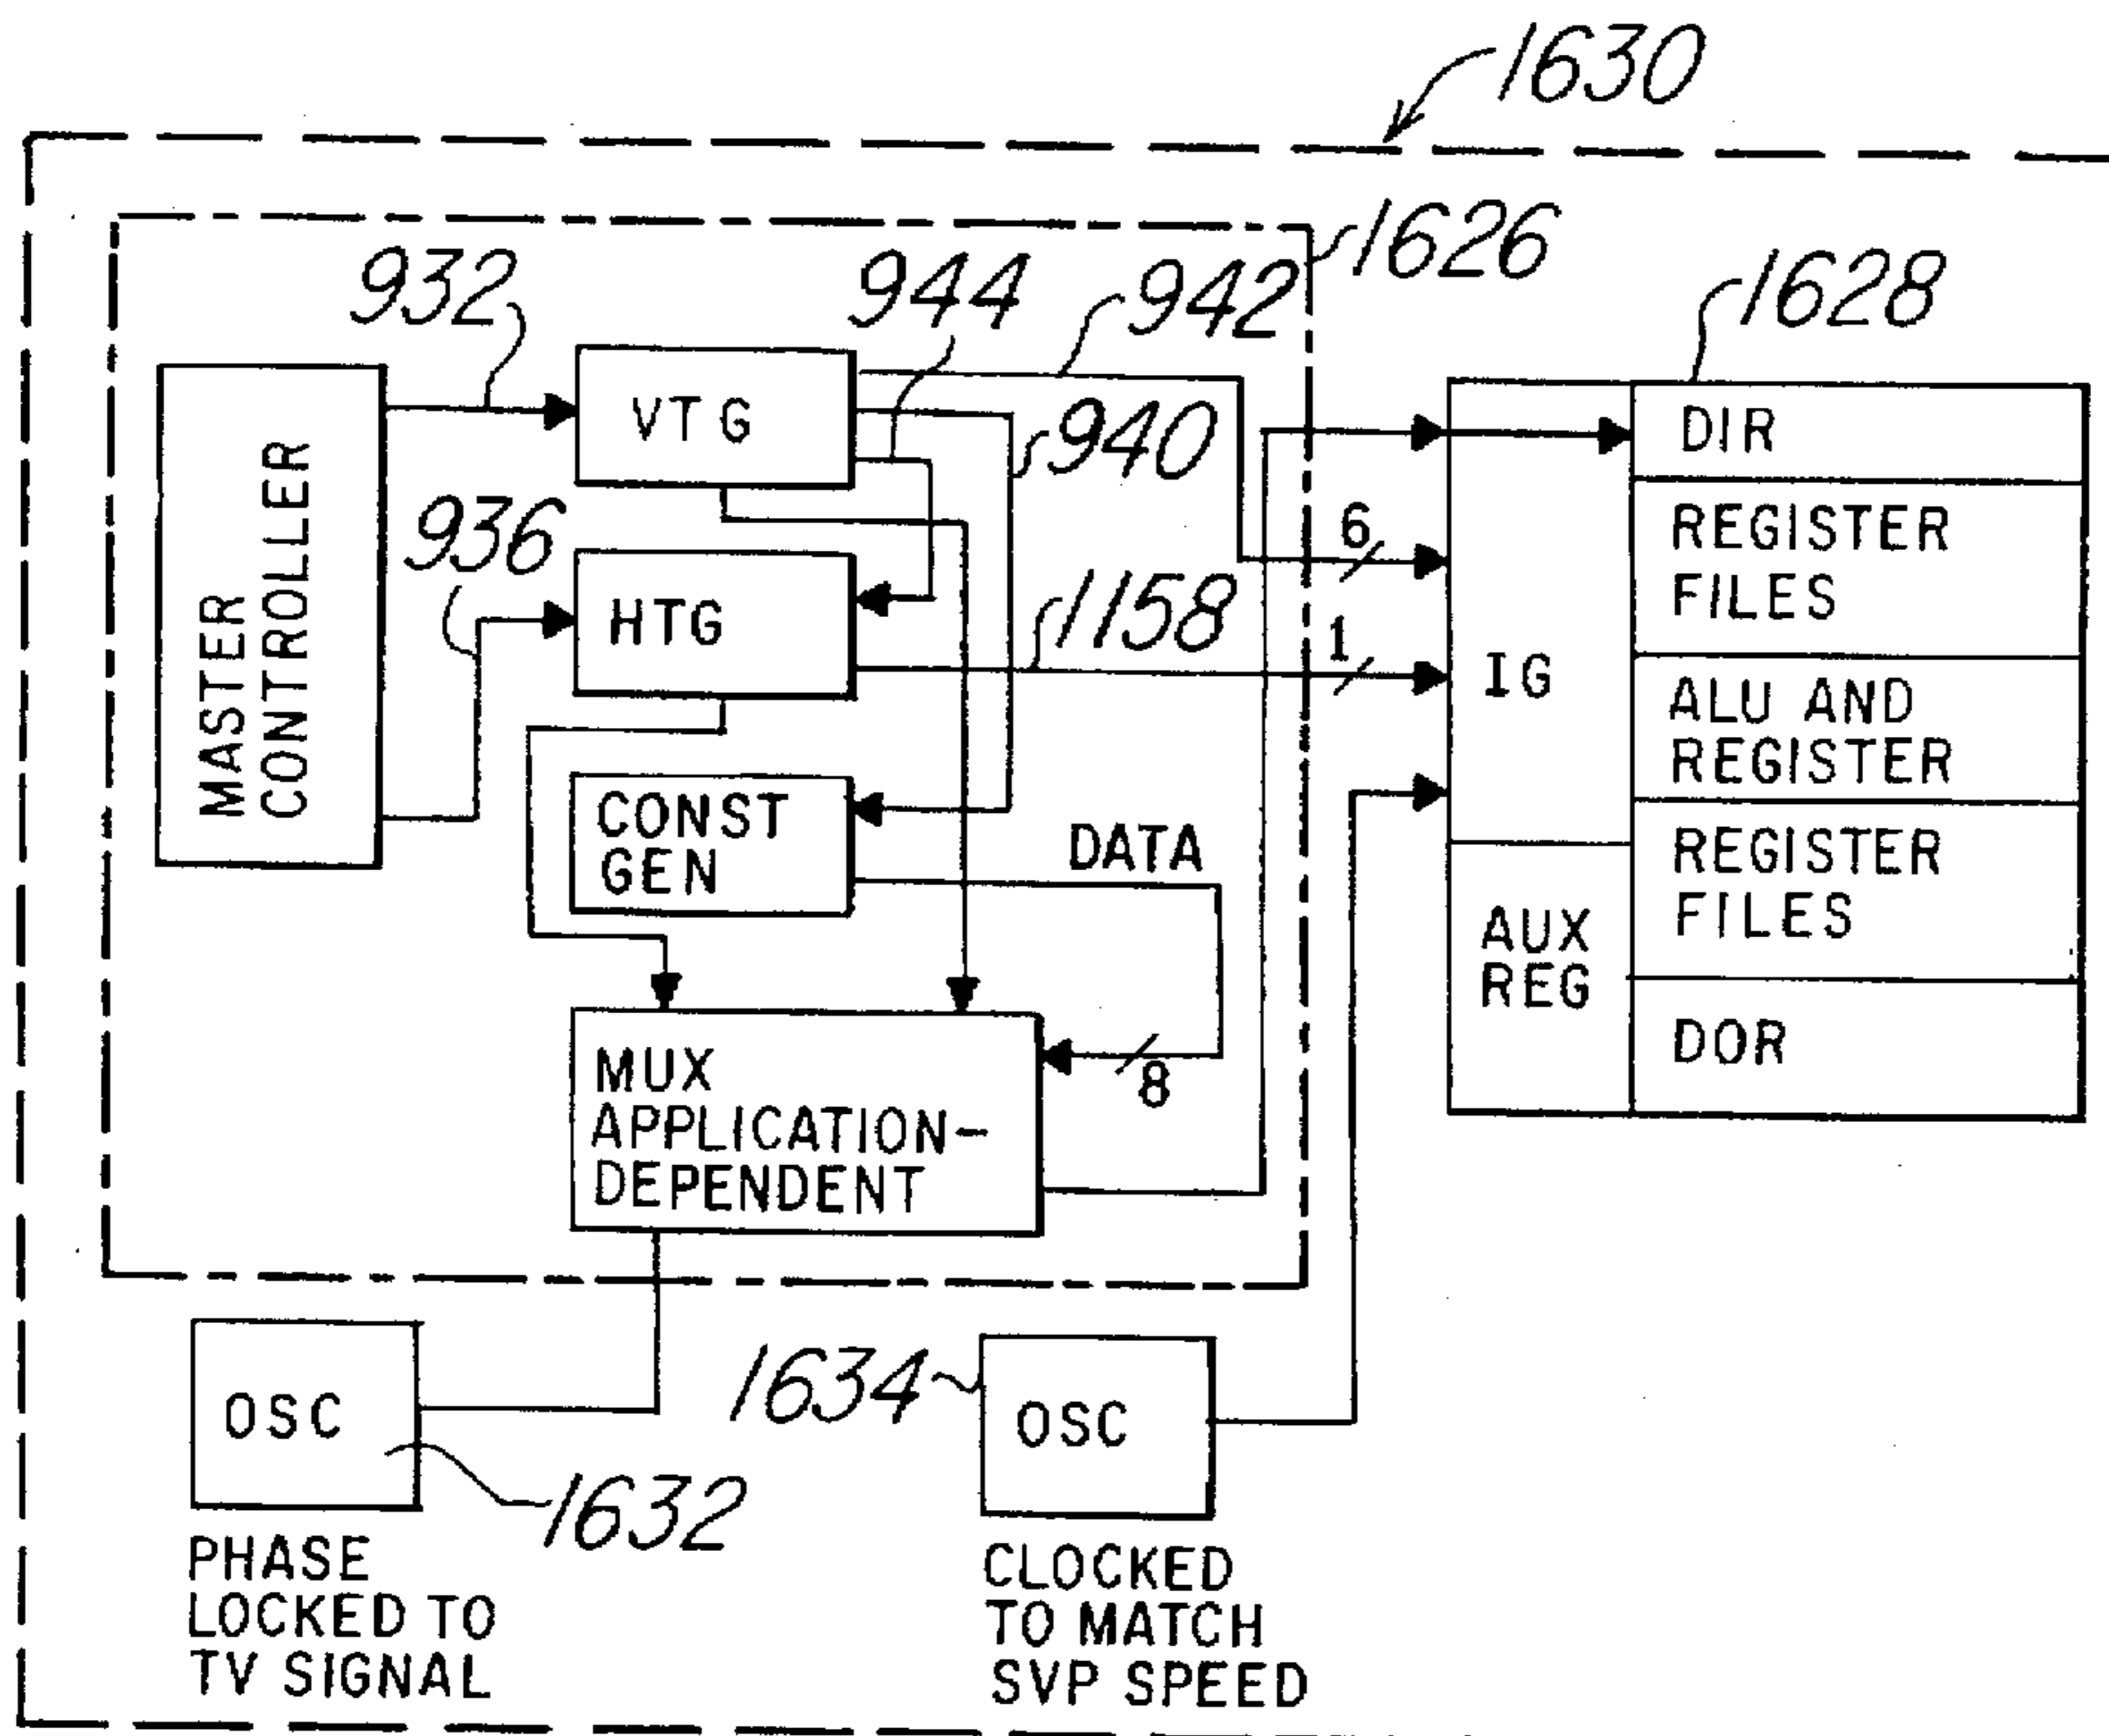 1630
1626
932
944
942
1628
MASTER
CONTROLLER
VTG
940
DIR
936
6
REGISTER
FILES
HTG
1158
1
IG
ALU AND
REGISTER
CONST
GEN
DATA
REGISTER
FILES
AUX
REG
DOR
MUX
APPLICATION-
DEPENDENT
8
OSC
1632
1634
OSC
PHASE
LOCKED TO
TV SIGNAL
CLOCKED
TO MATCH
SVP SPEED